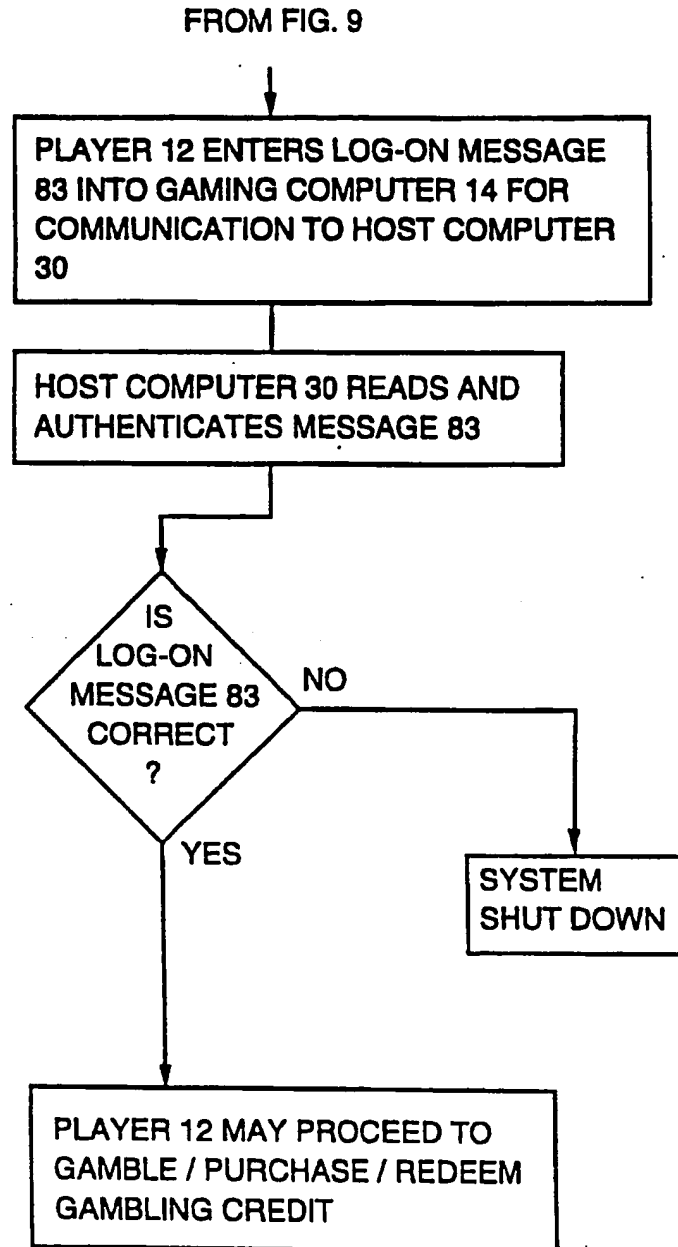 FROM FIG. 9
PLAYER 12 ENTERS LOG-ON MESSAGE
83 INTO GAMING COMPUTER 14 FOR
COMMUNICATION TO HOST COMPUTER
30
HOST COMPUTER 30 READS AND
AUTHENTICATES MESSAGE 83
IS
LOG-ON
MESSAGE 83
CORRECT
?
NO
YES
SYSTEM
SHUT DOWN
PLAYER 12 MAY PROCEED TO
GAMBLE / PURCHASE / REDEEM
GAMBLING CREDIT